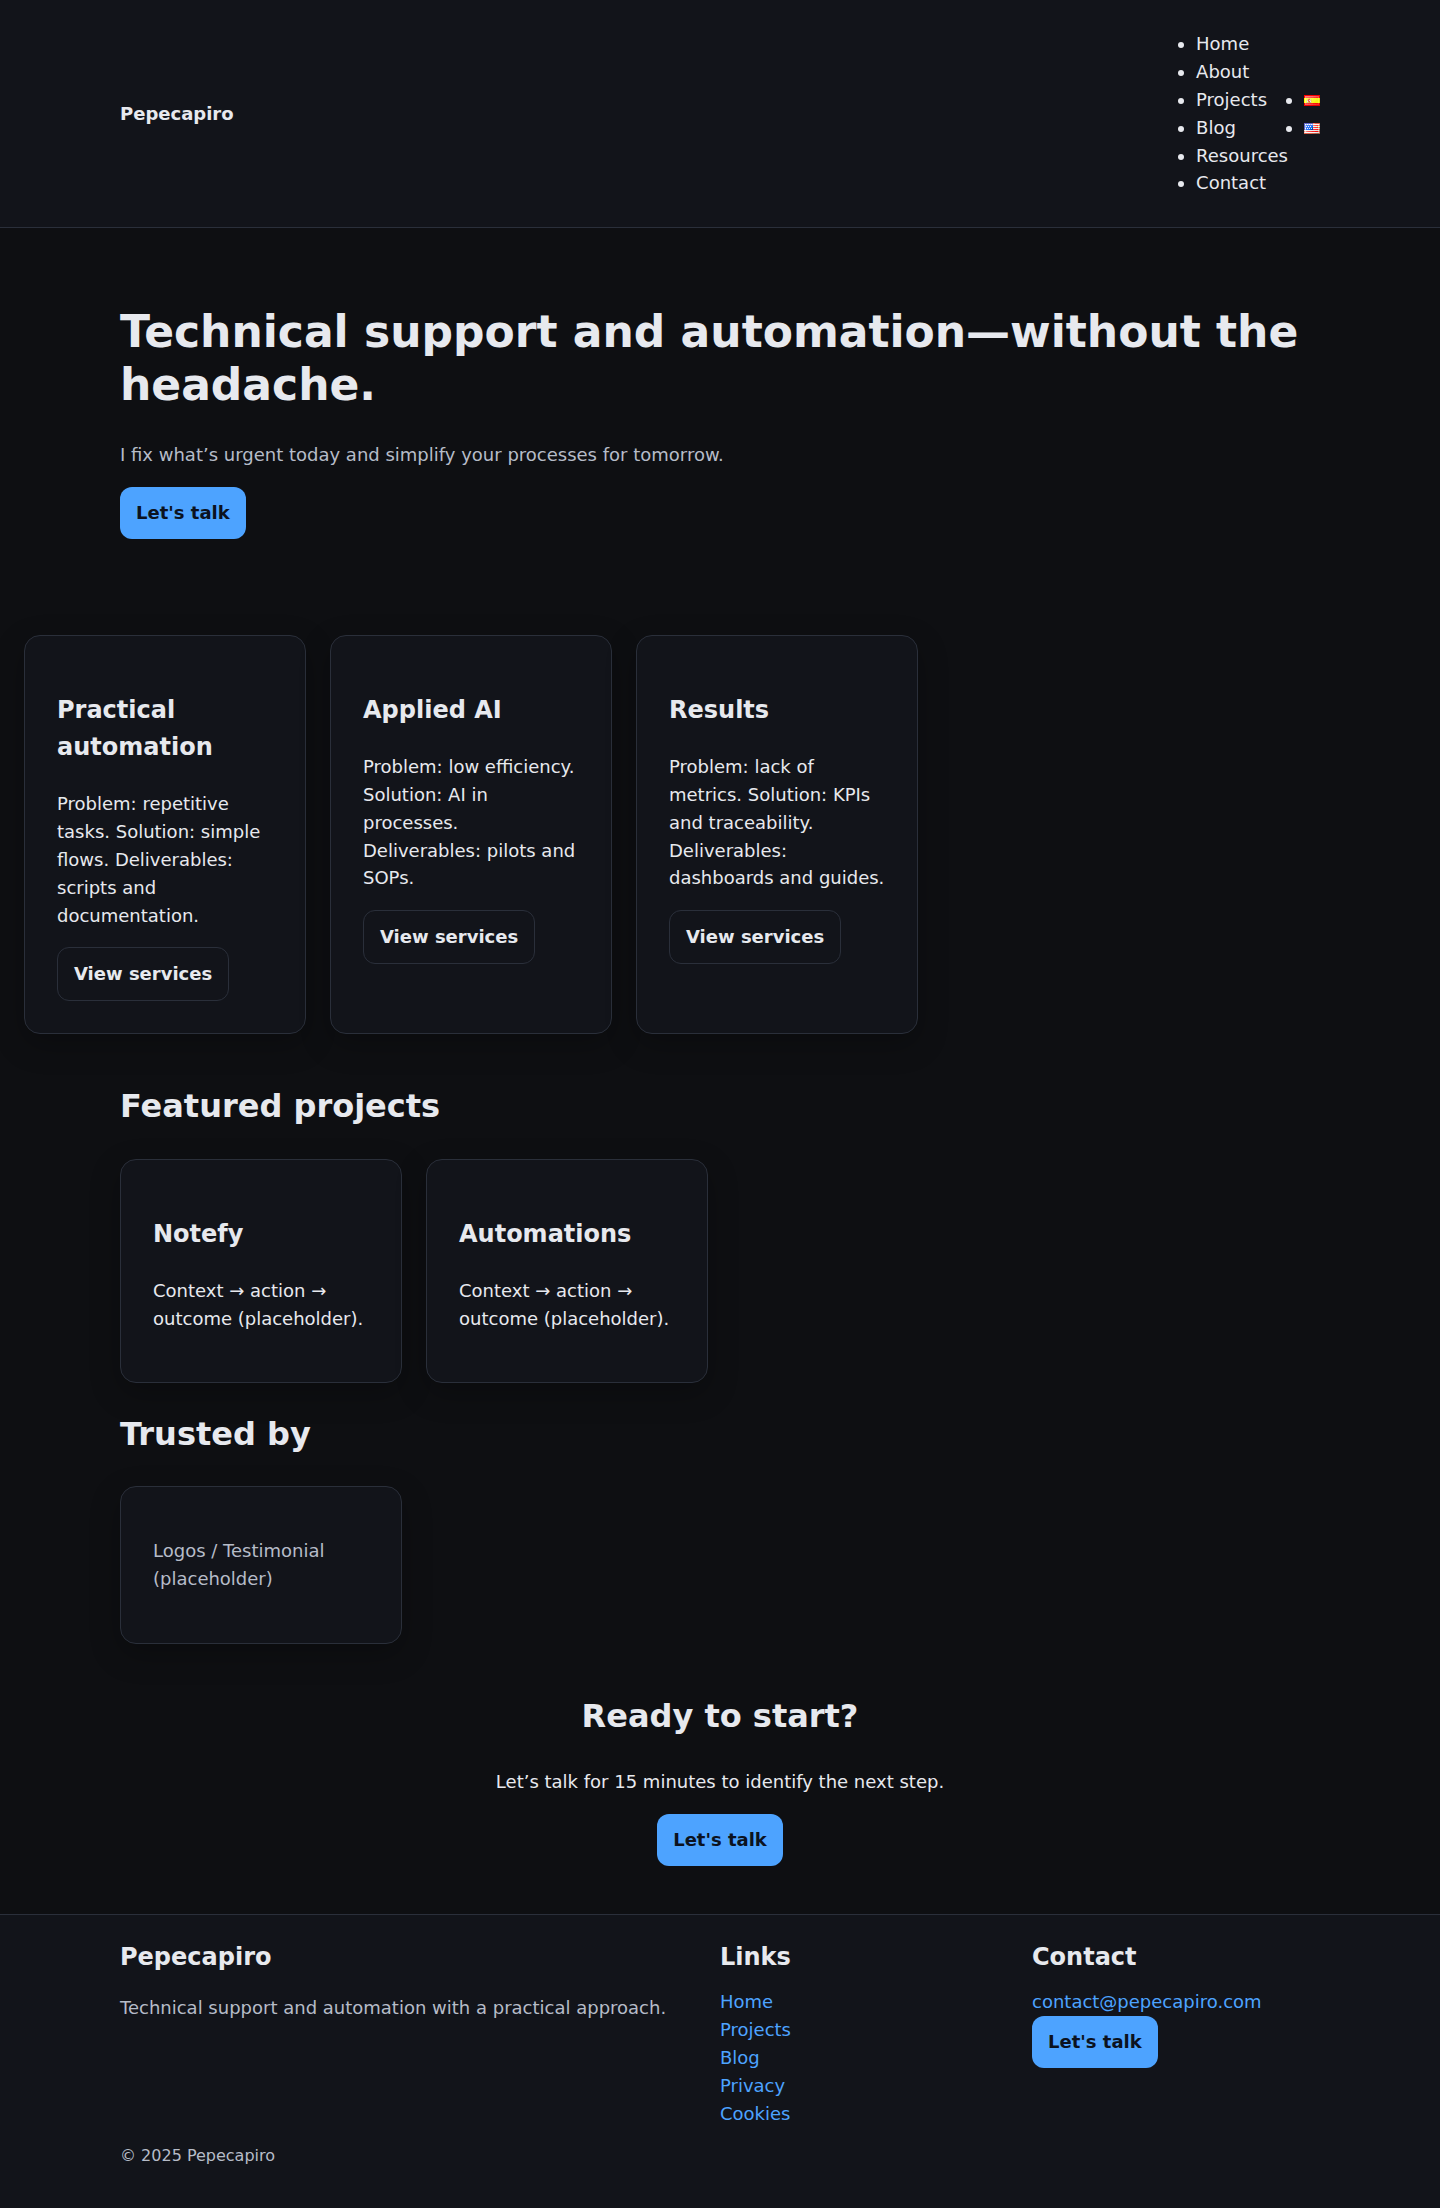 Pepecapiro
Home
About
Projects
Blog
Resources
Contact
Technical support and automation—without the
headache.
I fix what’s urgent today and simplify your processes for tomorrow.
Let's talk
Practical
automation
Problem: repetitive
tasks. Solution: simple
flows. Deliverables:
scripts and
documentation.
View services
Applied AI
Problem: low efficiency.
Solution: AI in
processes.
Deliverables: pilots and
SOPs.
View services
Results
Problem: lack of
metrics. Solution: KPIs
and traceability.
Deliverables:
dashboards and guides.
View services
Featured projects
Notefy
Context → action →
outcome (placeholder).
Automations
Context → action →
outcome (placeholder).
Trusted by
Logos / Testimonial
(placeholder)
Ready to start?
Let’s talk for 15 minutes to identify the next step.
Let's talk
Pepecapiro
Technical support and automation with a practical approach.
Links
Home
Projects
Blog
Privacy
Cookies
Contact
contact@pepecapiro.com
Let's talk
© 2025 Pepecapiro